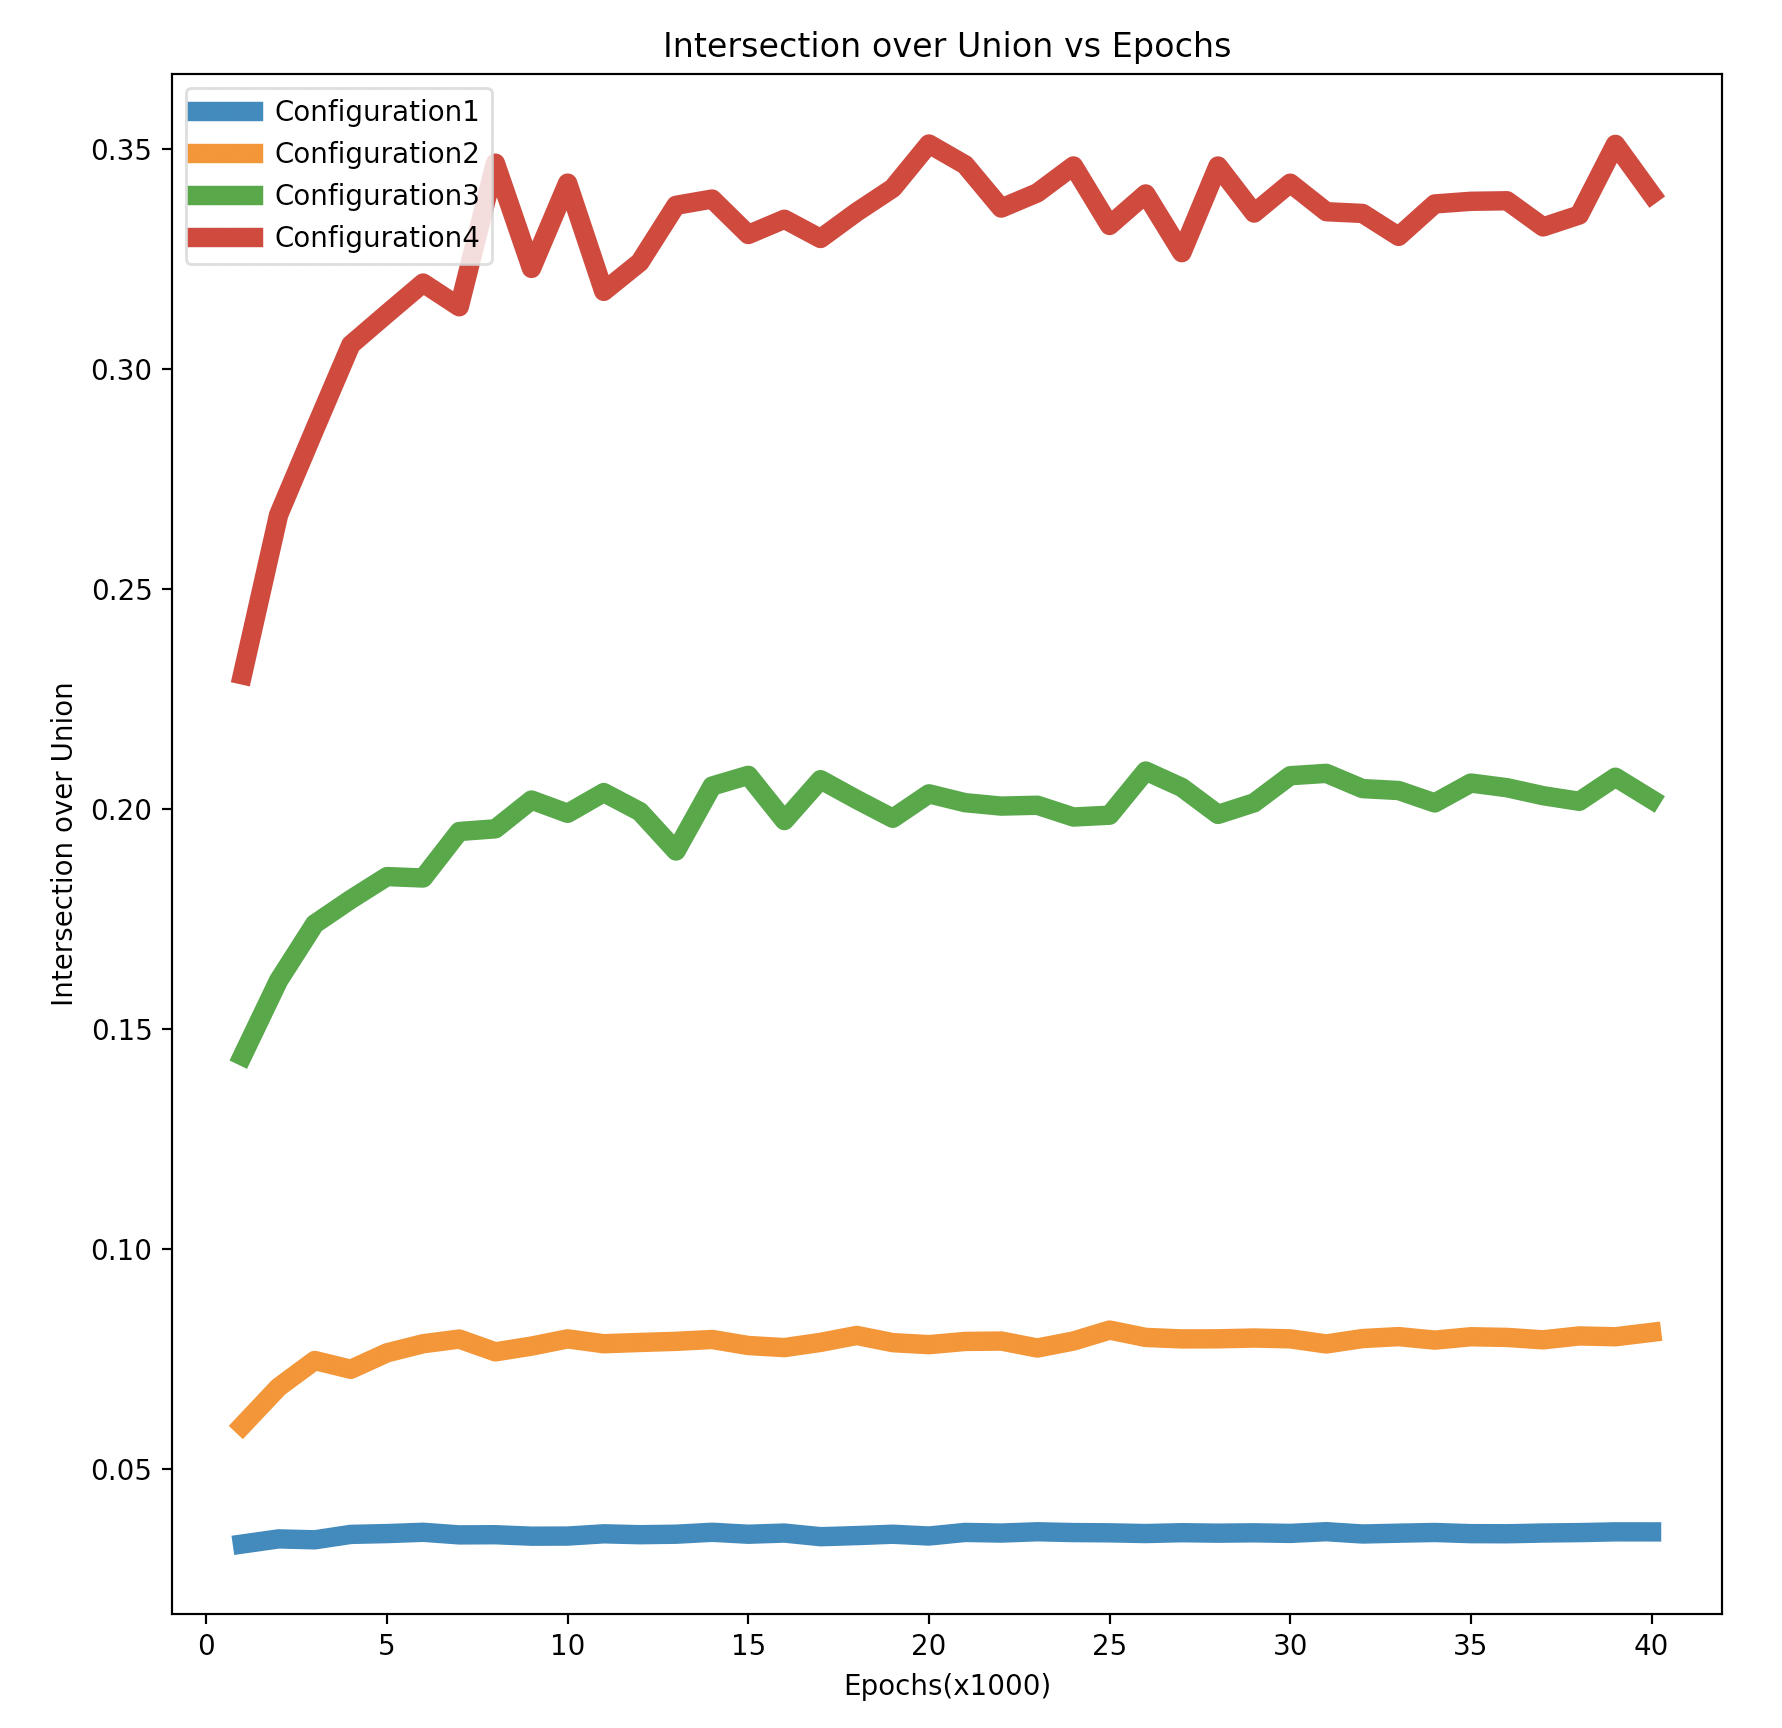 Intersection over Union vs Epochs
Configuration1
Configuration2
Configuration3
Configuration4
0.35
0.30
0.25
0.20
0.15
0.10
0.05
Intersection over Union
0 5 10 15 20 25 30 35 40
Epochs(x1000)